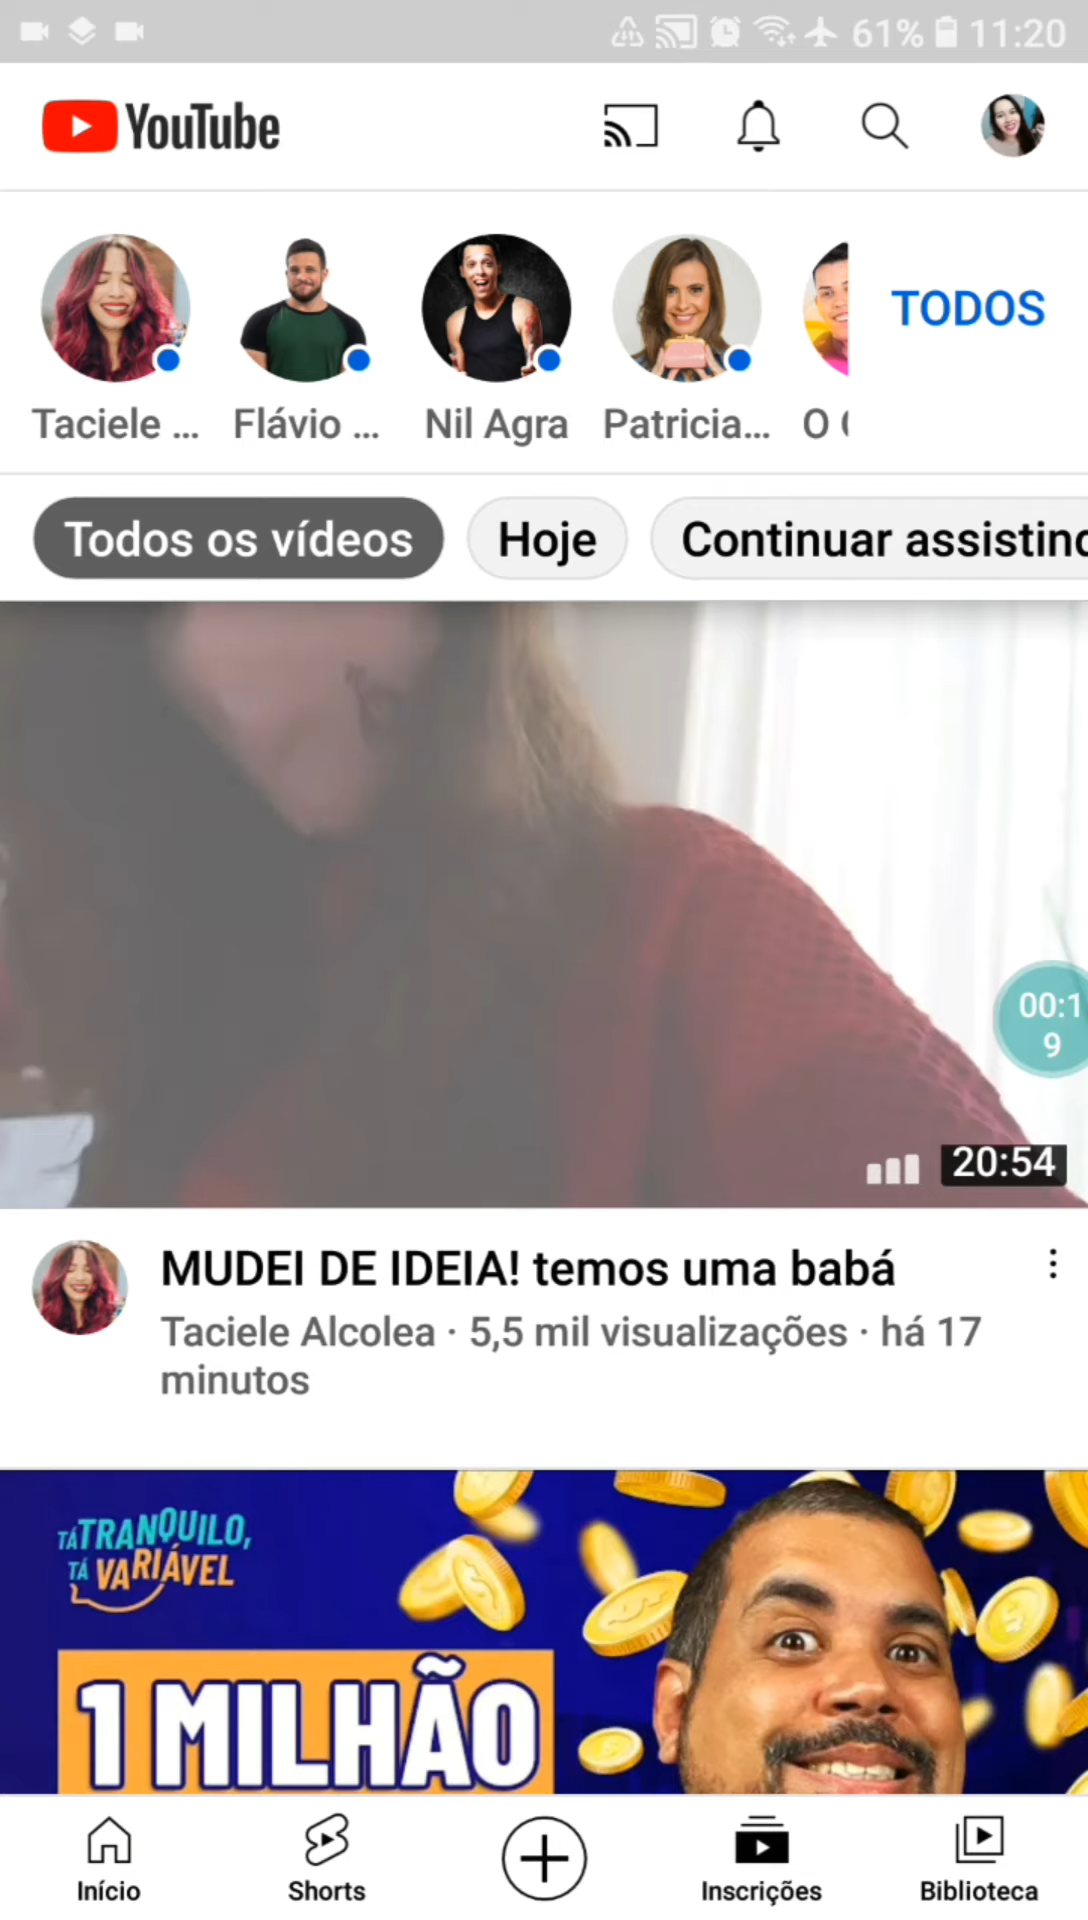 61% 11:20
YouTube
TODOS
Taciele ...
Flávio ...
Nil Agra
Patricia...
O
Todos os vídeos
Hoje
Continuar assistind
00:1
9
20:54
MUDEI DE IDEIA! temos uma babá
Taciele Alcolea · 5,5 mil visualizações · há 17
minutos
TÁ TRANQUILO,
TÁ VARIÁVEL
1 MILHÃO
Início
Shorts
Inscrições
Biblioteca